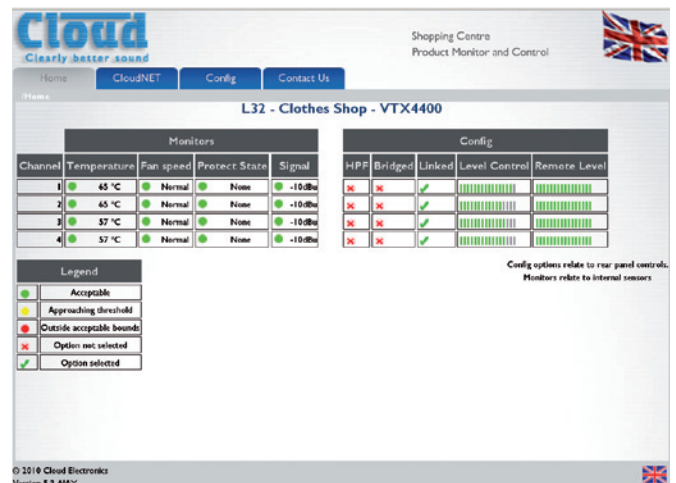 Cloud
Clearly better sound
Shopping Centre
Product Monitor and Control
Home CloudNET Config Contact Us
/Home
L32 - Clothes Shop - VTX4400
Monitors Config
Channel Temperature Fan speed Protect State Signal HPF Bridged Linked Level Control Remote Level
1 65 °C Normal None -10dBu
2 65 °C Normal None -10dBu
3 57 °C Normal None -10dBu
4 57 °C Normal None -10dBu
Config options relate to rear panel controls.
Monitors relate to internal sensors
Legend
Acceptable
Approaching threshold
Outside acceptable bounds
Option not selected
Option selected
© 2010 Cloud Electronics